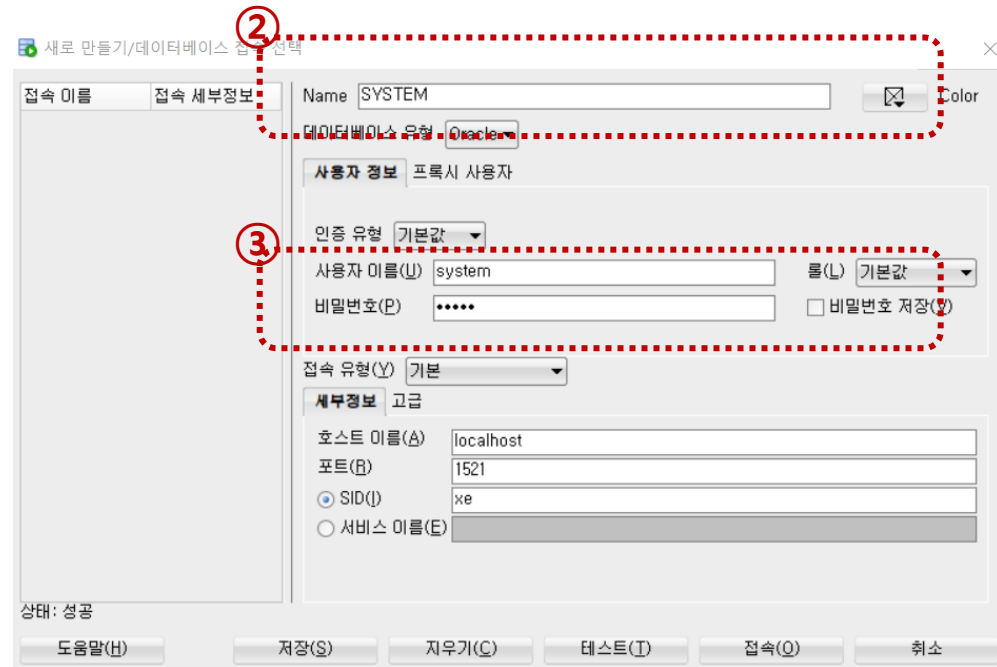 ②
새로 만들기/데이터베이스 접속 선택
접속 이름 접속 세부정보
Name SYSTEM Color
데이터베이스 유형 Oracle
사용자 정보 프록시 사용자
인증 유형 기본값
③
사용자 이름(U) system 롤(L) 기본값
비밀번호(P) ••••• 비밀번호 저장(V)
접속 유형(Y) 기본
세부정보 고급
호스트 이름(A) localhost
포트(R) 1521
SID(I) xe
서비스 이름(E)
상태: 성공
도움말(H) 저장(S) 지우기(C) 테스트(T) 접속(O) 취소